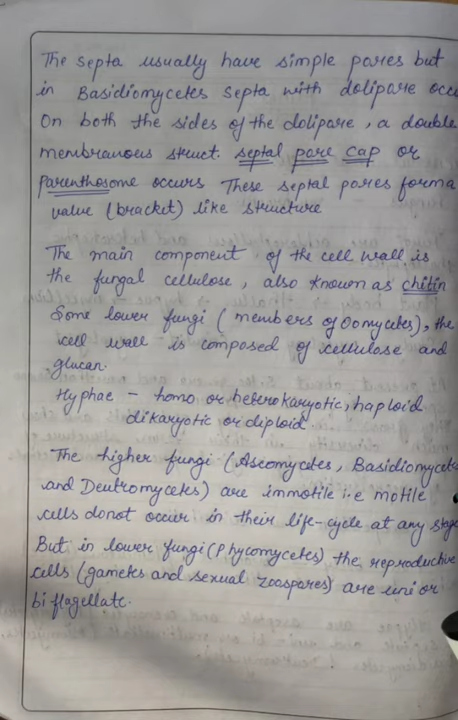 The septa usually have simple pores but
in Basidiomycetes septa with dolipore occu
On both the sides of the dolipore, a double
membranous struct. septal pore cap or
Parenthosome occurs These septal pores forma
value (bracket) like structure
The main component of the cell wall is
the fungal cellulose, also known as chitin
Some lower fungi (members of Oomycetes), the
cell wall is composed of cellulose and
glucan.
Hyphae - homo or heterokaryotic, haploid
dikaryotic or diploid
The higher fungi (Ascomycetes, Basidiomycete
and Deutromycetes) are immotile i.e motile
cells donot occur in their life-cycle at any stage
But in lower fungi (Phycomycetes) the reproductive
cells (gametes and sexual zoospores) are uni or
biflagellate.